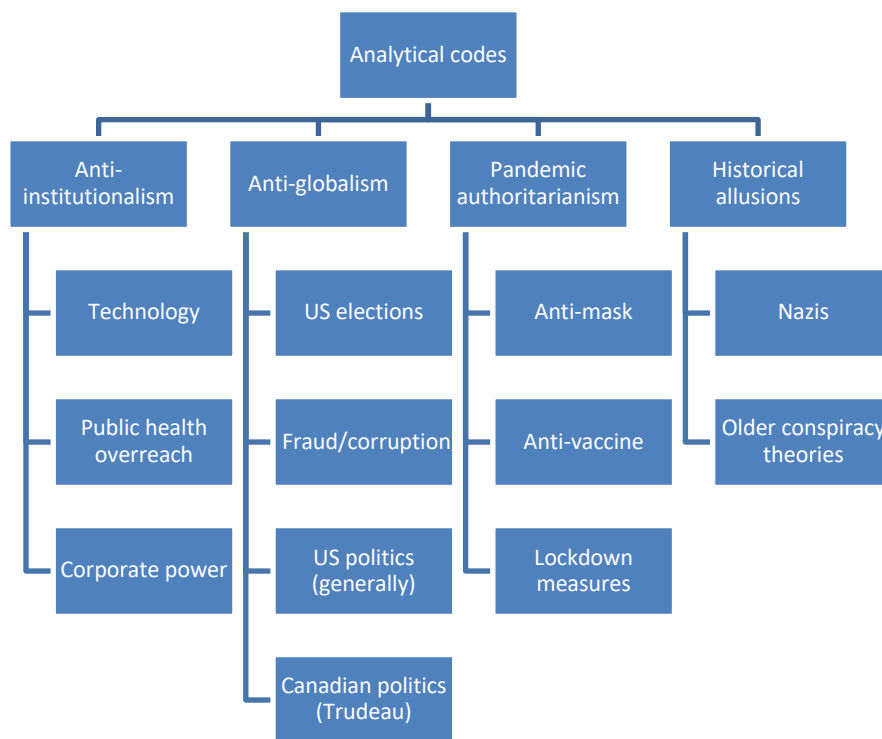 Analytical codes
Anti-
institutionalism
Anti-globalism
Pandemic
authoritarianism
Historical
allusions
Technology
US elections
Anti-mask
Nazis
Public health
overreach
Fraud/corruption
Anti-vaccine
Older conspiracy
theories
Corporate power
US politics
(generally)
Lockdown
measures
Canadian politics
(Trudeau)